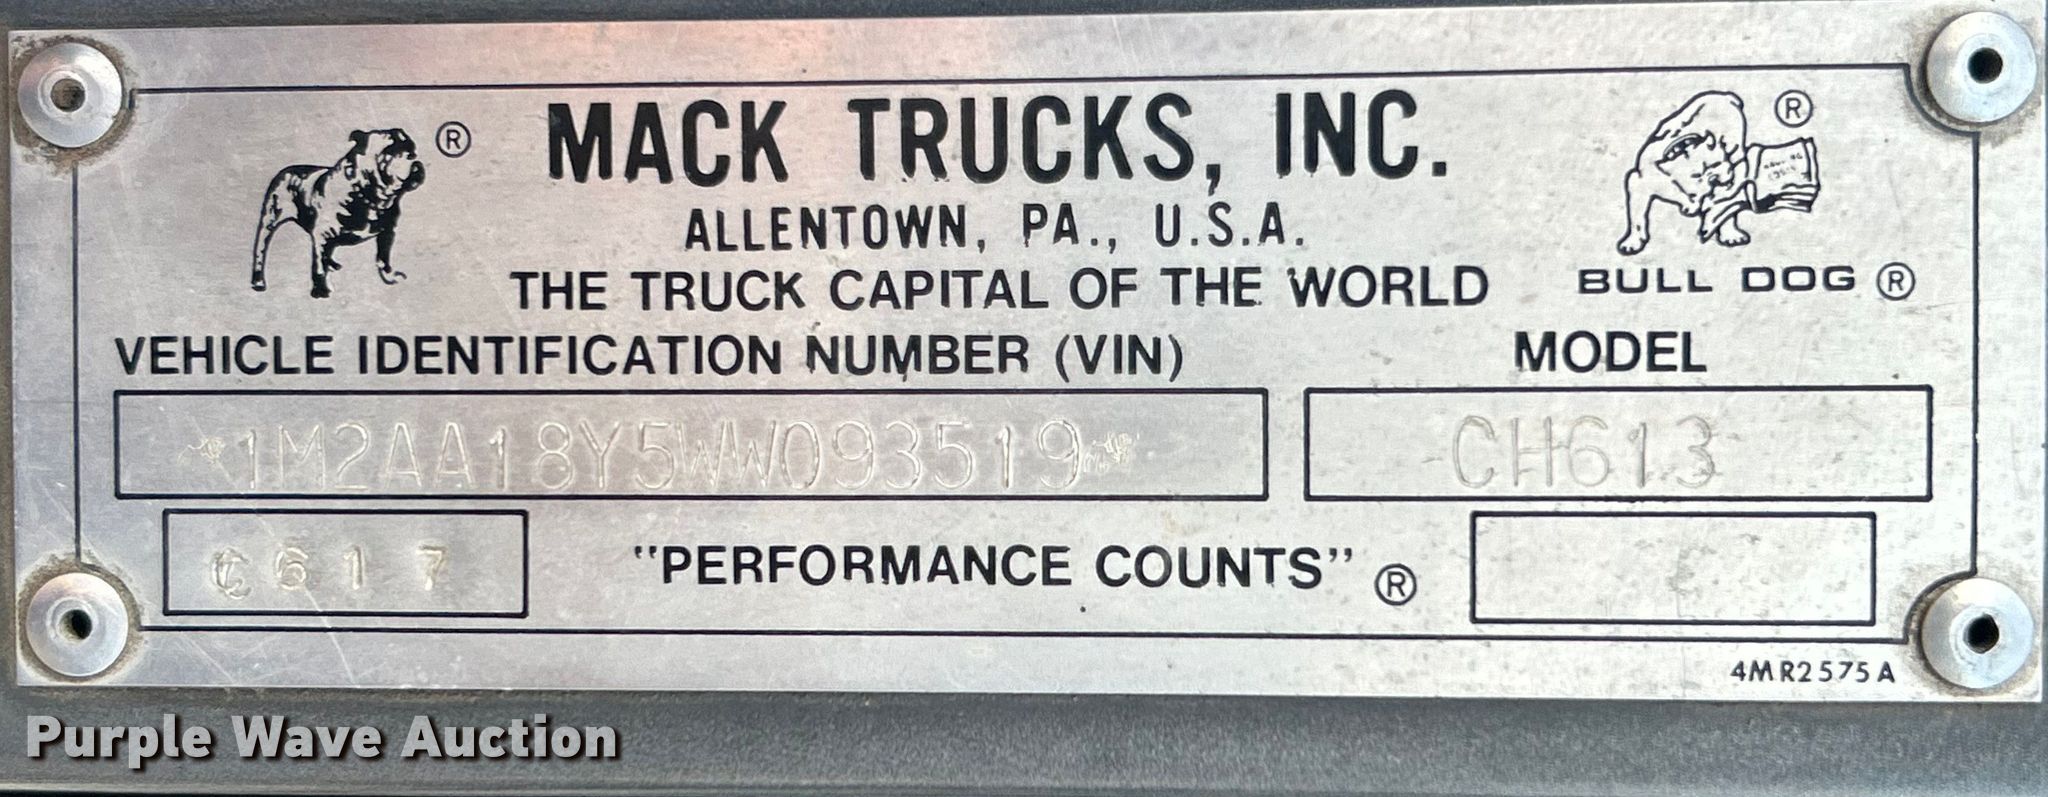 ®
MACK TRUCKS, INC.
®
ALLENTOWN, PA., U.S.A.
THE TRUCK CAPITAL OF THE WORLD
BULL DOG ®
VEHICLE IDENTIFICATION NUMBER (VIN)
MODEL
*1M2AA18Y5WW093519*
CH613
C617
"PERFORMANCE COUNTS" ®
4MR2575A
Purple Wave Auction